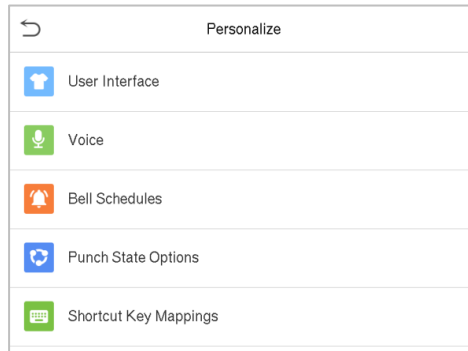 Personalize
User Interface
Voice
Bell Schedules
Punch State Options
Shortcut Key Mappings